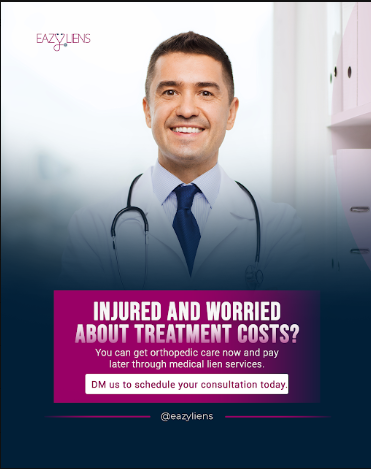 EAZYLIENS
INJURED AND WORRIED
ABOUT TREATMENT COSTS?
You can get orthopedic care now and pay
later through medical lien services.
DM us to schedule your consultation today.
@eazyliens